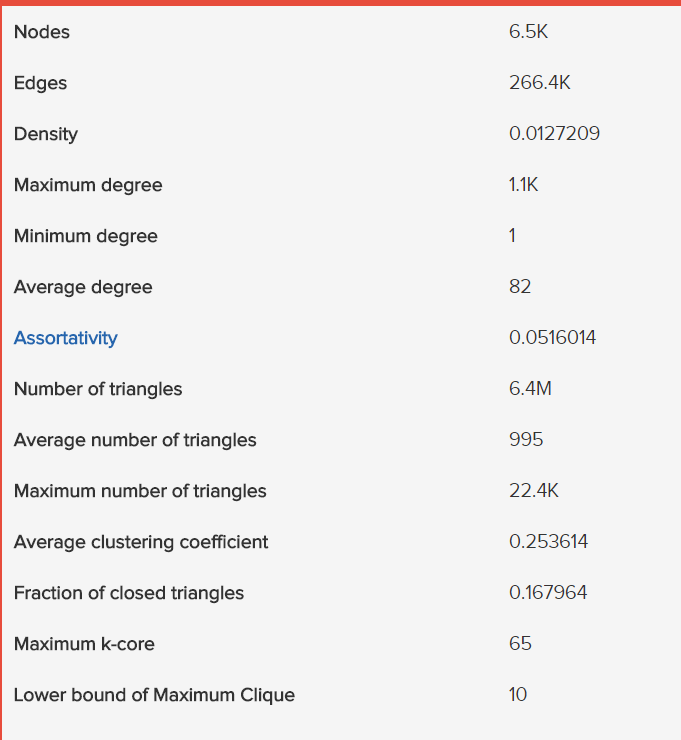 Nodes 6.5K
Edges 266.4K
Density 0.0127209
Maximum degree 1.1K
Minimum degree 1
Average degree 82
Assortativity 0.0516014
Number of triangles 6.4M
Average number of triangles 995
Maximum number of triangles 22.4K
Average clustering coefficient 0.253614
Fraction of closed triangles 0.167964
Maximum k-core 65
Lower bound of Maximum Clique 10